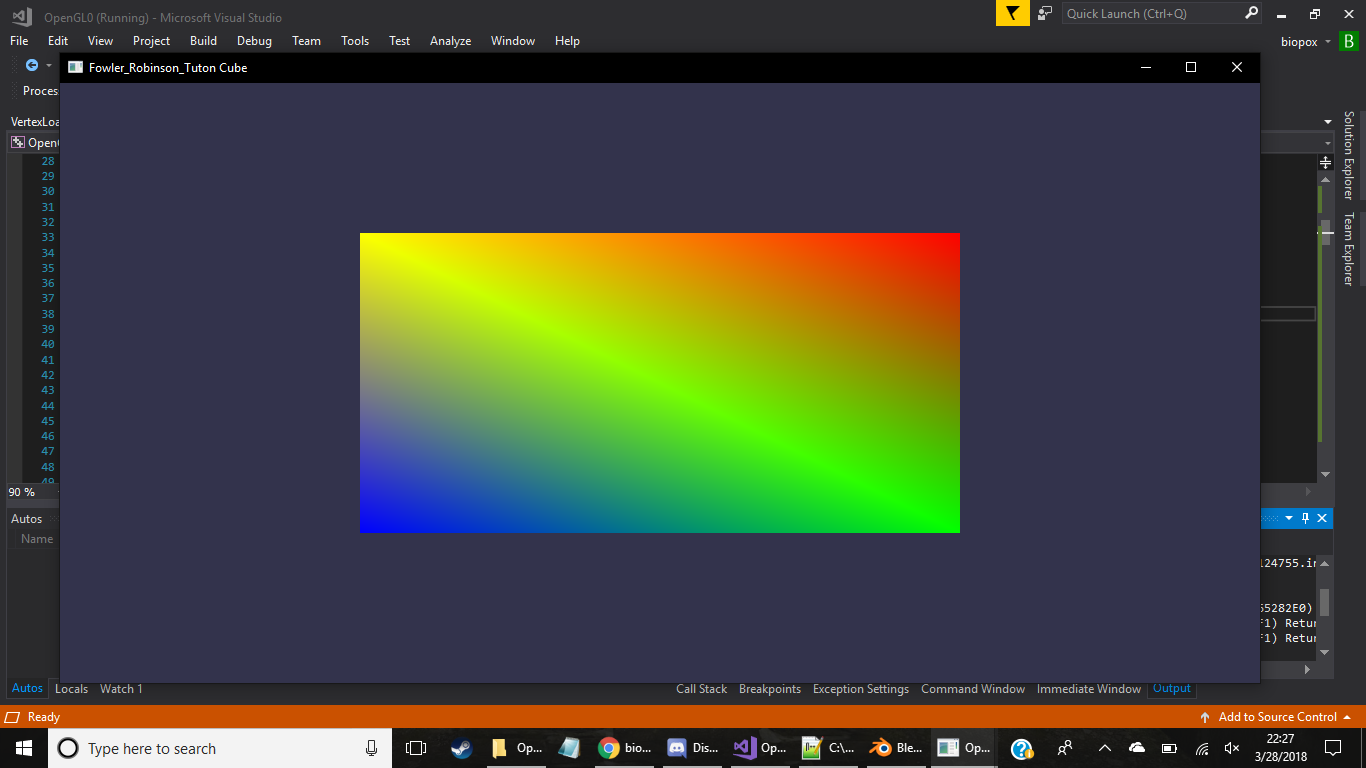 OpenGL0 (Running) - Microsoft Visual Studio
Quick Launch (Ctrl+Q)
File Edit View Project Build Debug Team Tools Test Analyze Window Help
biopox B
Fowler_Robinson_Tuton Cube
Proces
VertexLoa
Open
28
29
30
31
32
33
34
35
36
37
38
39
40
41
42
43
44
45
46
47
48
49
90 %
Solution Explorer
Team Explorer
Autos
Name
124755.in
65282E0)
F1) Retur
F1) Retur
Autos Locals Watch 1
Call Stack Breakpoints Exception Settings Command Window Immediate Window Output
Ready
Add to Source Control
Type here to search
Op... bio... Dis... Op... C:\... Ble... Op...
22:27
3/28/2018